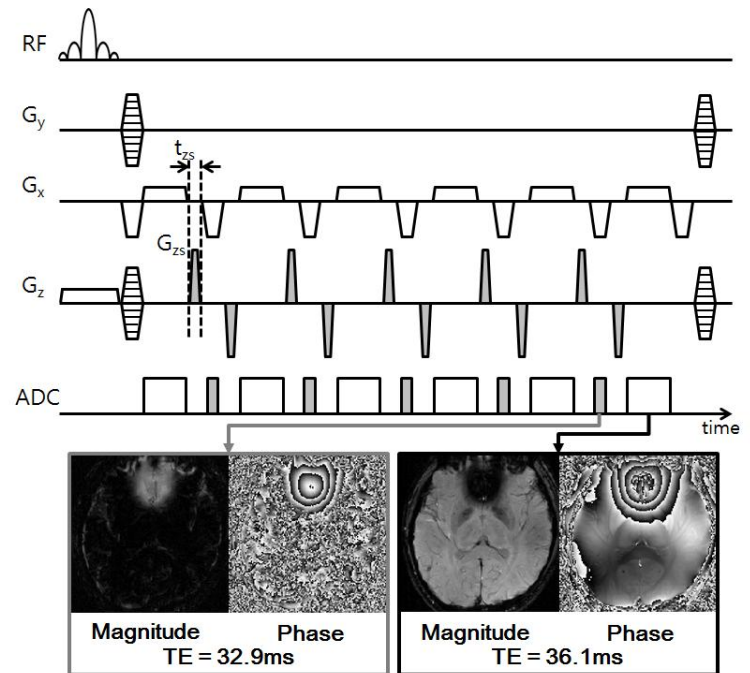 RF
Gy
tzs
Gx
Gzs
Gz
ADC
time
Magnitude Phase
TE = 32.9ms
Magnitude Phase
TE = 36.1ms